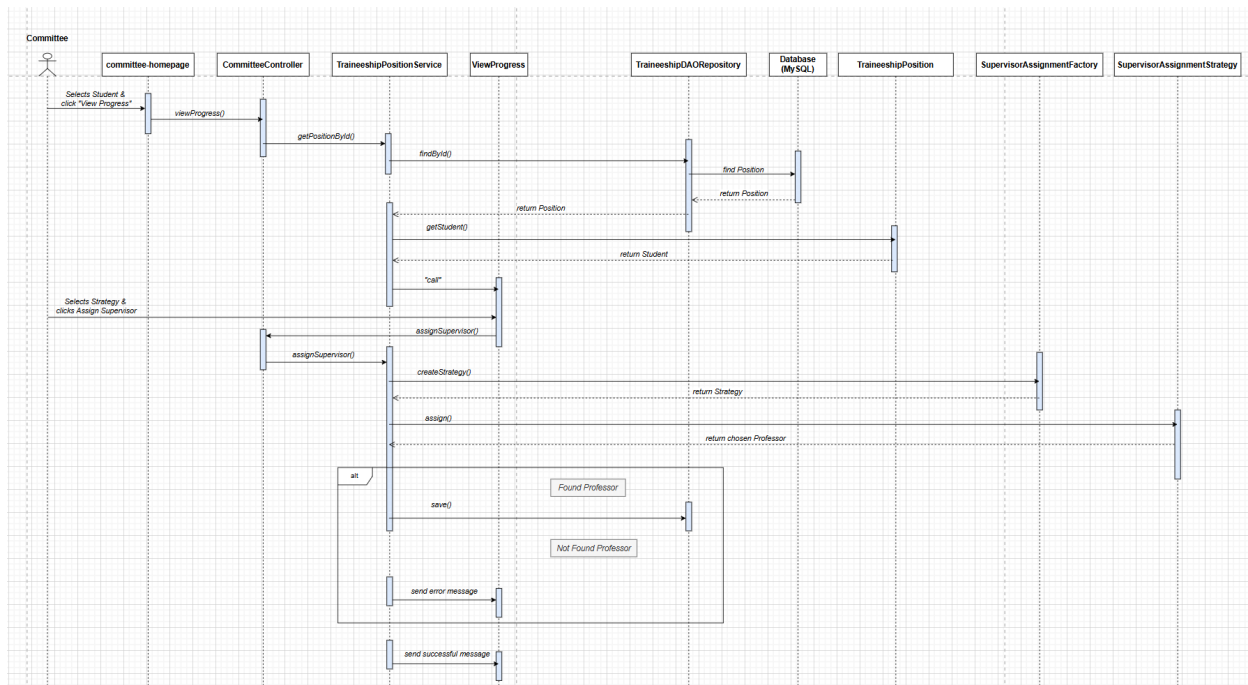 Committee
committee-homepage
CommitteeController
TraineeshipPositionService
ViewProgress
TraineeshipDAORepository
Database
(MySQL)
TraineeshipPosition
SupervisorAssignmentFactory
SupervisorAssignmentStrategy
Selects Student &
click "View Progress"
viewProgress()
getPositionById()
findById()
find Position
return Position
return Position
getStudent()
return Student
"call"
Selects Strategy &
clicks Assign Supervisor
assignSupervisor()
assignSupervisor()
createStrategy()
return Strategy
assign()
return chosen Professor
alt
Found Professor
save()
Not Found Professor
send error message
send successful message